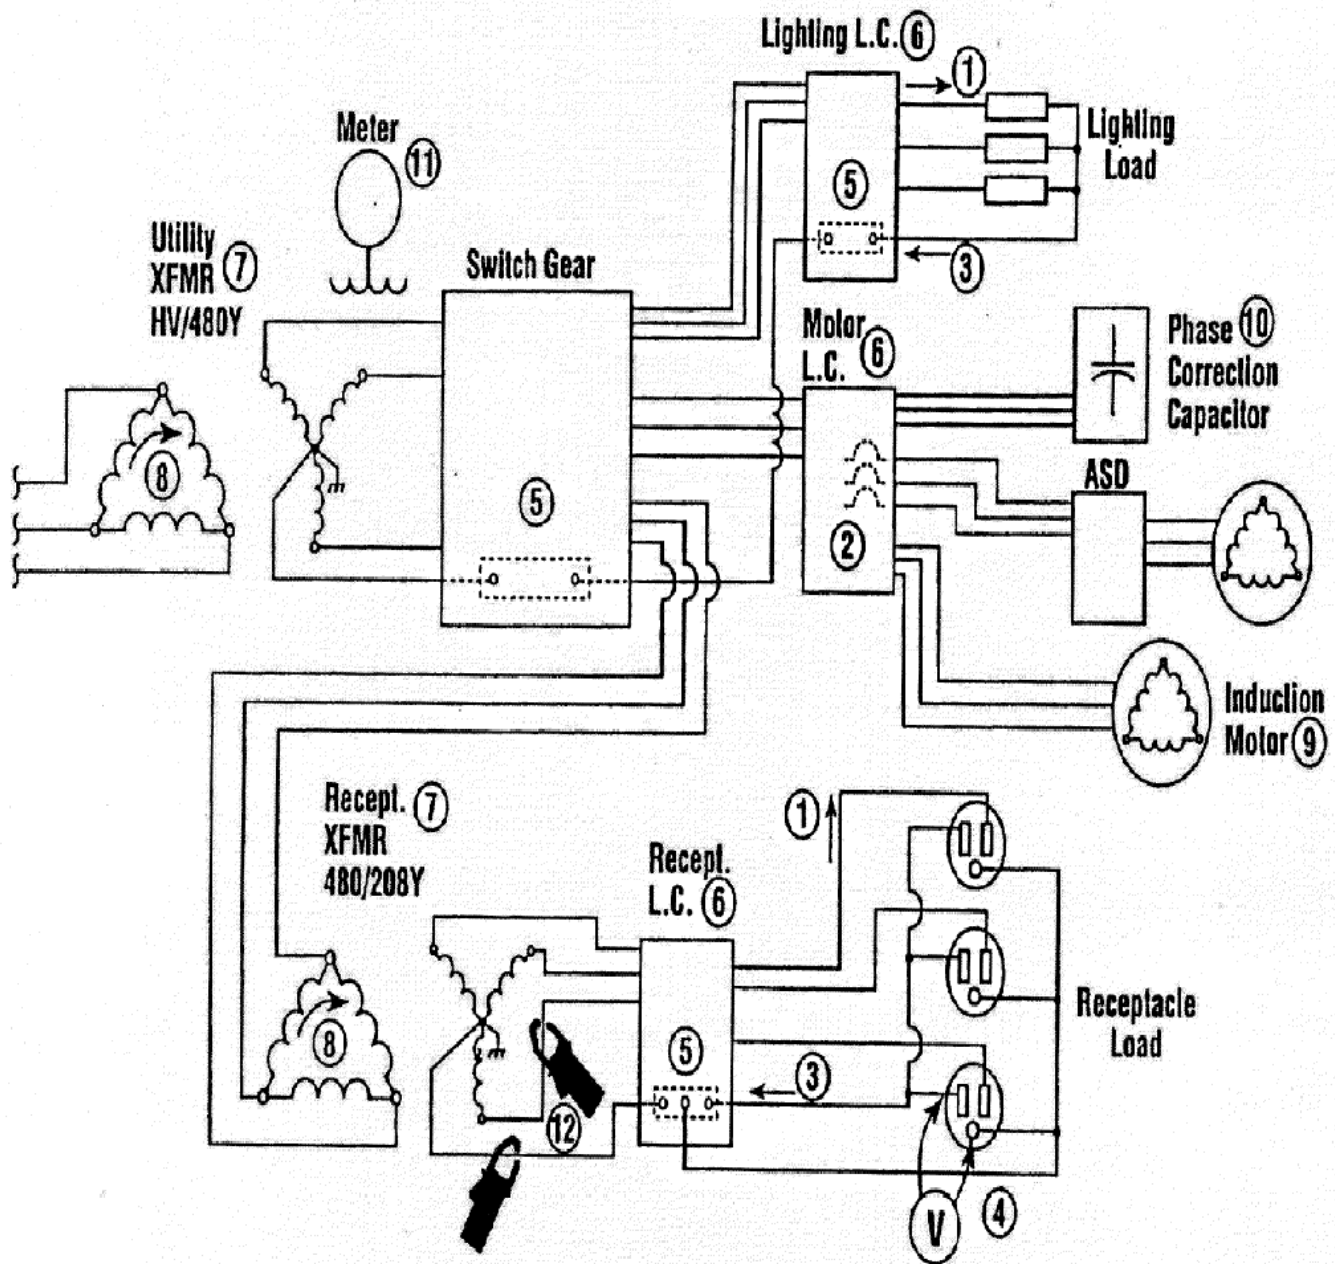 Lighting L.C. 6
1
Lighting
Load
5
3
Meter
11
Utility
XFMR
HV/480Y
7
Switch Gear
5
8
Motor
L.C.
6
2
Phase 10
Correction
Capacitor
ASD
Induction
Motor 9
Recept. 7
XFMR
480/208Y
8
Recept.
L.C. 6
5
1
3
12
Receptacle
Load
V
4